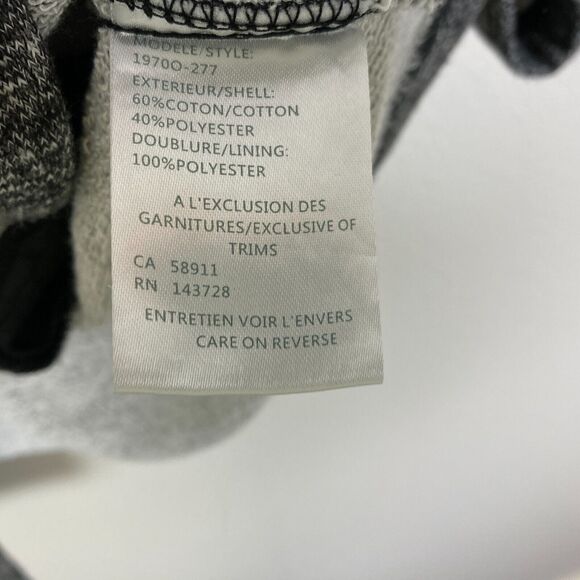 MODELE/STYLE:
1970O-277
EXTERIEUR/SHELL:
60%COTON/COTTON
40%POLYESTER
DOUBLURE/LINING:
100%POLYESTER
A L'EXCLUSION DES
GARNITURES/EXCLUSIVE OF
TRIMS
CA 58911
RN 143728
ENTRETIEN VOIR L'ENVERS
CARE ON REVERSE